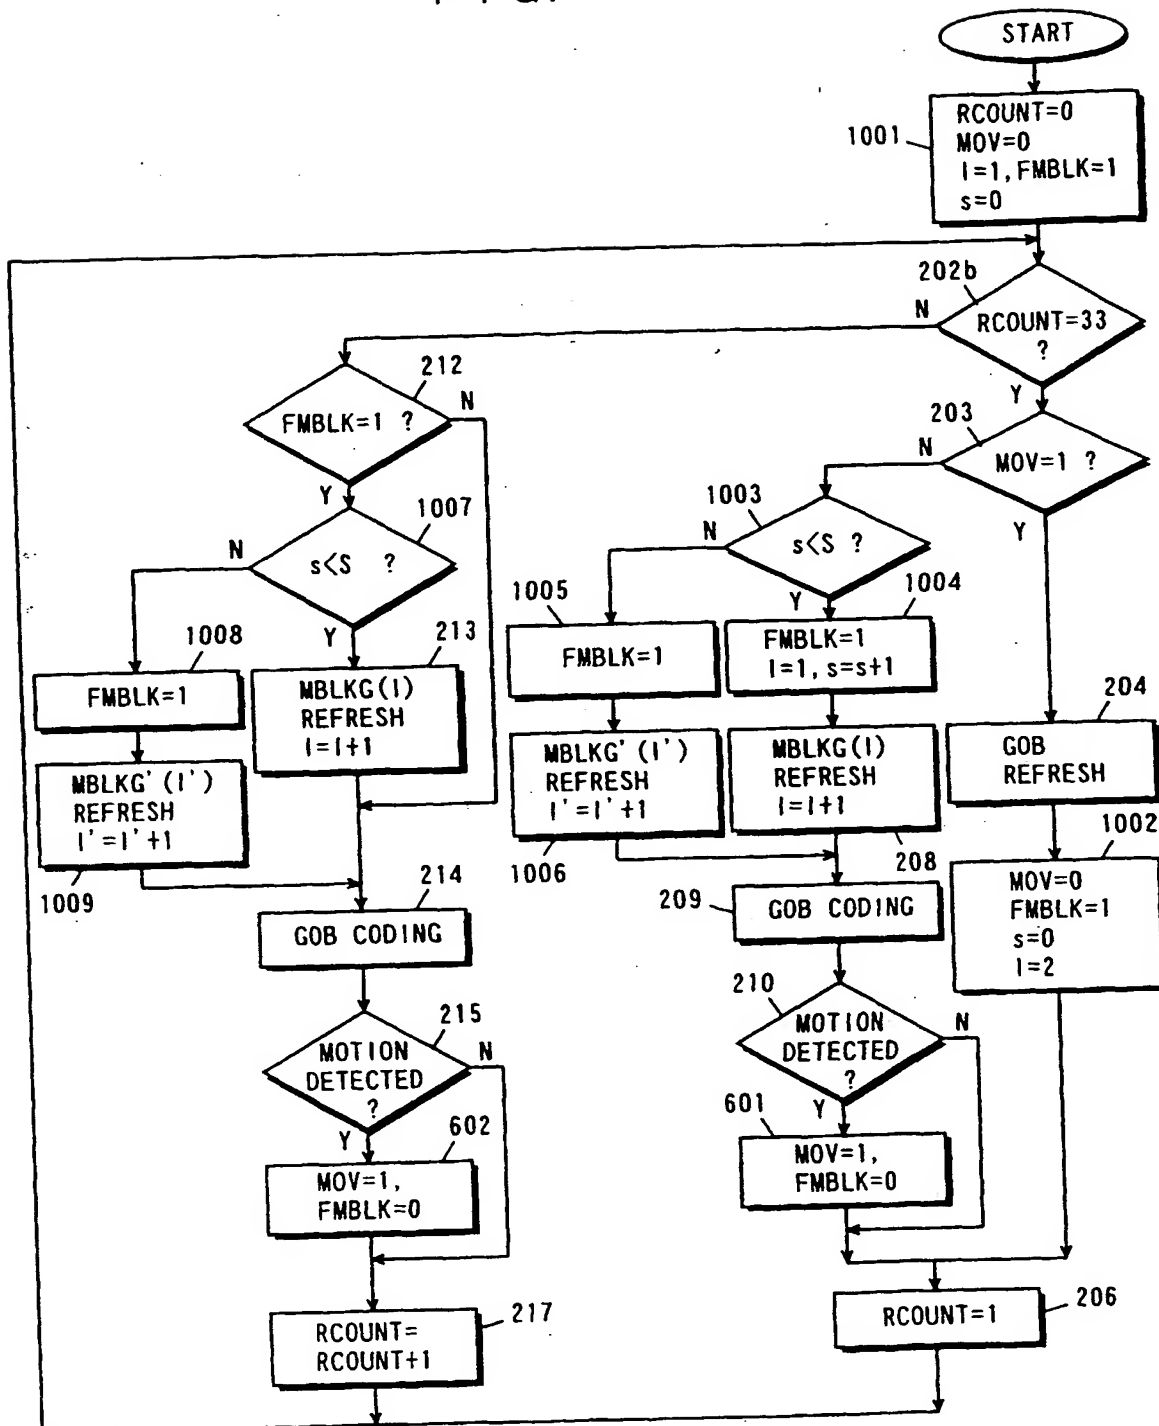 START
RCOUNT=0
MOV=0
I=1, FMBLK=1
s=0
1001
202b
RCOUNT=33
?
N
Y
212
FMBLK=1 ?
N
Y
203
MOV=1 ?
N
Y
1007
s<S ?
N
Y
1003
s<S ?
N
Y
1008
FMBLK=1
213
MBLKG(I)
REFRESH
I=I+1
1005
FMBLK=1
1004
FMBLK=1
I=1, s=s+1
204
GOB
REFRESH
MBLKG'(I')
REFRESH
I'=I'+1
1009
MBLKG'(I')
REFRESH
I'=I'+1
1006
MBLKG(I)
REFRESH
I=I+1
208
1002
MOV=0
FMBLK=1
s=0
I=2
214
GOB CODING
209
GOB CODING
215
MOTION
DETECTED
?
N
Y
210
MOTION
DETECTED
?
N
Y
602
MOV=1,
FMBLK=0
601
MOV=1,
FMBLK=0
RCOUNT=
RCOUNT+1
217
RCOUNT=1
206